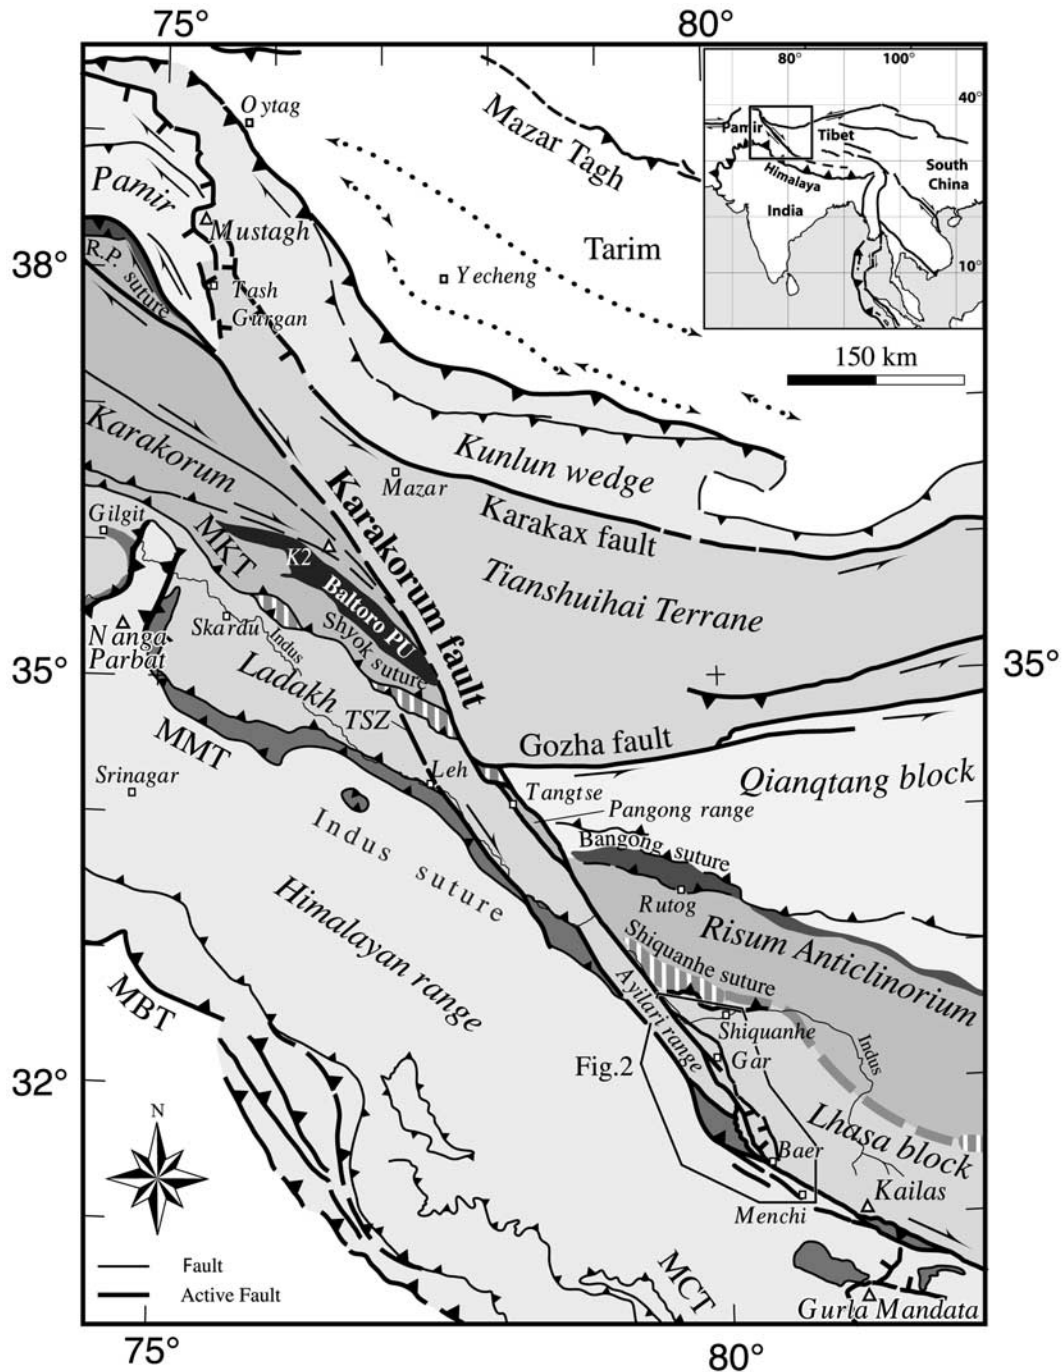 75°
80°
Oytag
Mazar Tagh
80°
100°
40°
Pamir
Tibet
Himalaya
South
China
India
10°
Pamir
Mustagh
Tarim
38°
R.P. suture
Tash
Gurgan
Yecheng
150 km
Karakorum
Kunlun wedge
Mazar
Karakax fault
Karakorum fault
Gilgit
MKT
K2
Baltoro PU
Tianshuihai Terrane
Shyok suture
Skardu
Indus
Nanga
Parbat
35°
35°
Ladakh
TSZ
MMT
Gozha fault
Srinagar
Leh
Tangtse
Qianqtang block
Pangong range
Indus suture
Bangong suture
Rutog
Himalayan range
Risum Anticlinorium
Shiquanhe suture
MBT
Ayilari range
Shiquanhe
Indus
Fig.2
Gar
32°
Lhasa block
N
Baer
Kailas
Menchi
Fault
Active Fault
MCT
Gurla Mandata
75°
80°